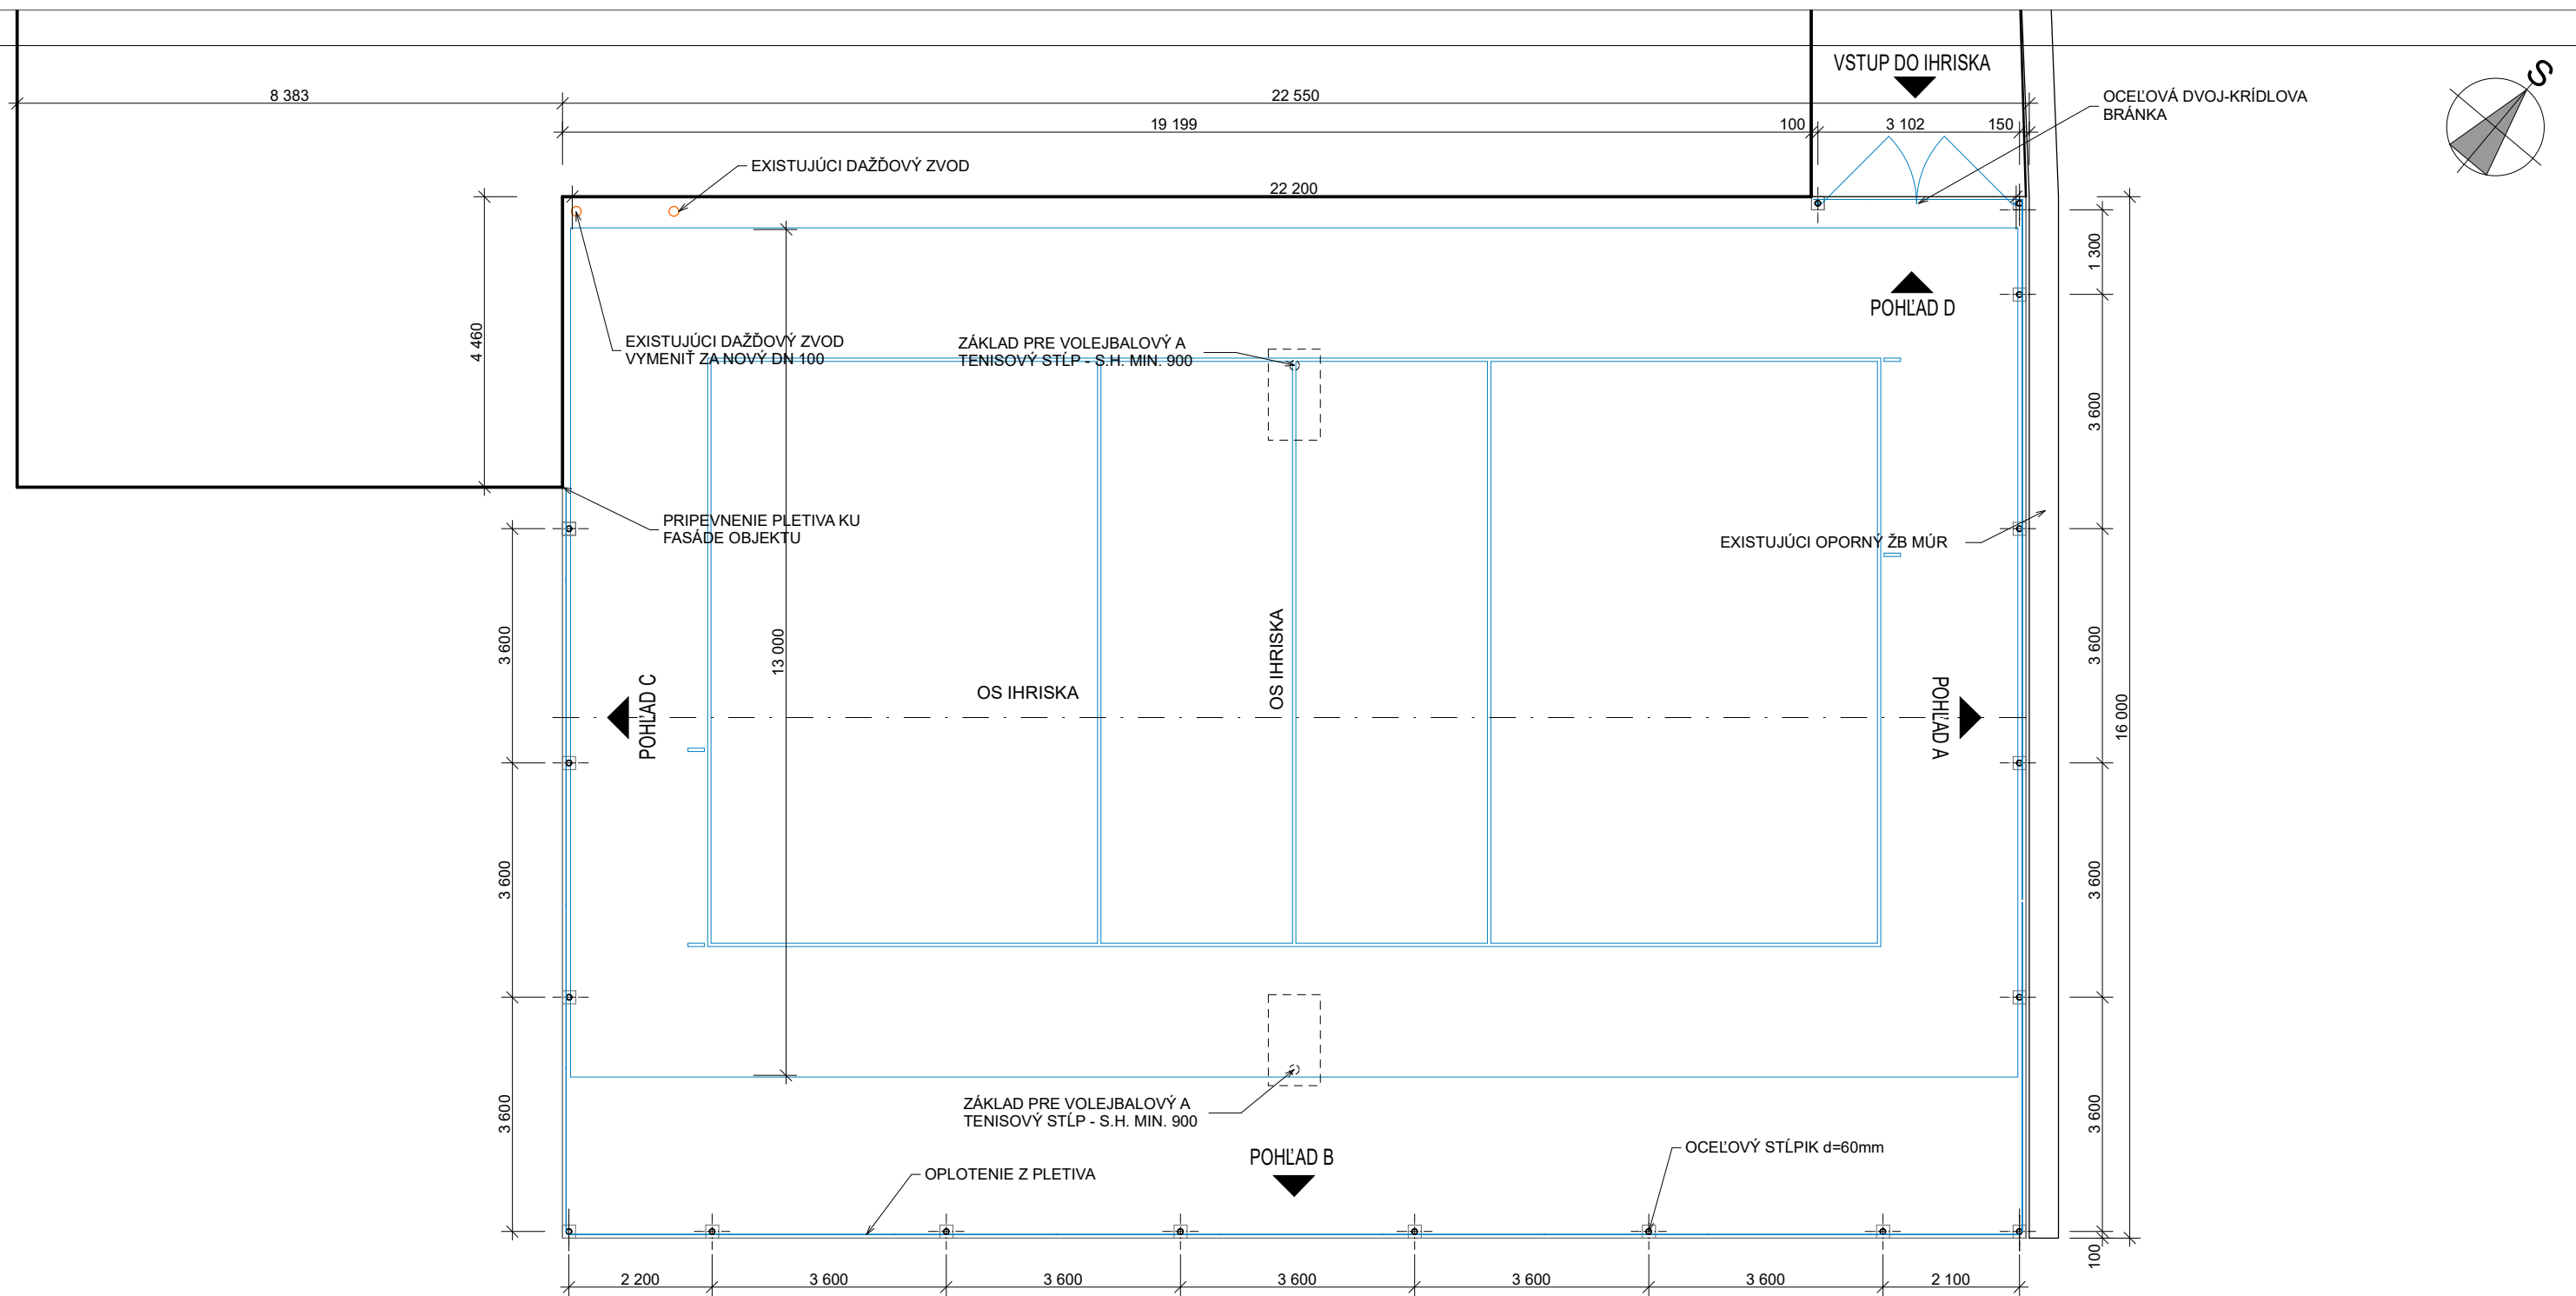 VSTUP DO IHRISKA
S
8 383
22 550
OCEĽOVÁ DVOJ-KRÍDLOVA
BRÁNKA
19 199
100
3 102
150
EXISTUJÚCI DAŽĎOVÝ ZVOD
22 200
1 300
POHĽAD D
4 460
EXISTUJÚCI DAŽĎOVÝ ZVOD
VYMENIŤ ZA NOVÝ DN 100
ZÁKLAD PRE VOLEJBALOVÝ A
TENISOVÝ STĹP - S.H. MIN. 900
3 600
PRIPEVNENIE PLETIVA KU
FASÁDE OBJEKTU
EXISTUJÚCI OPORNÝ ŽB MÚR
3 600
13 000
OS IHRISKA
OS IHRISKA
POHĽAD C
POHĽAD A
3 600
16 000
3 600
3 600
3 600
3 600
ZÁKLAD PRE VOLEJBALOVÝ A
TENISOVÝ STĹP - S.H. MIN. 900
POHĽAD B
OCEĽOVÝ STĹPIK d=60mm
OPLOTENIE Z PLETIVA
100
2 200
3 600
3 600
3 600
3 600
3 600
2 100